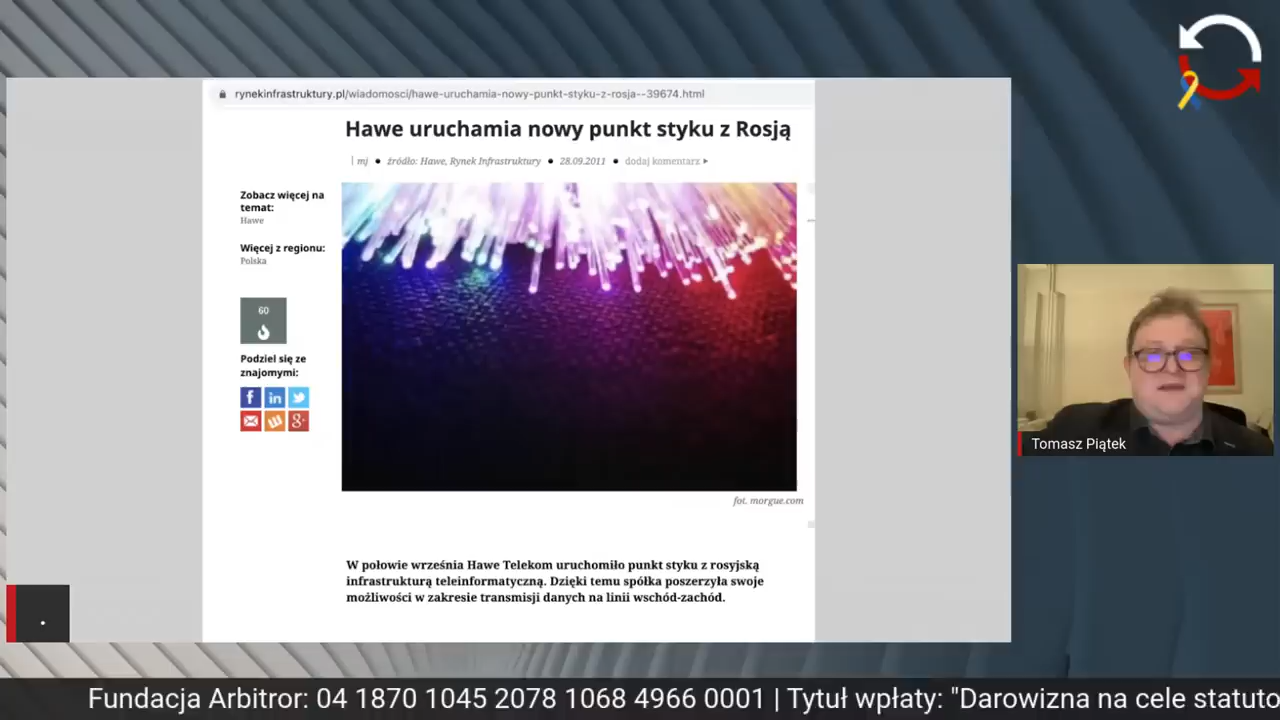 rynekinfrastruktury.pl/wiadomosci/hawe-uruchamia-nowy-punkt-styku-z-rosja--39674.html
Hawe uruchamia nowy punkt styku z Rosją
| mj ● źródło: Hawe, Rynek Infrastruktury ● 28.09.2011 ● dodaj komentarz ▸
Zobacz więcej na
temat:
Hawe
Więcej z regionu:
Polska
60
Podziel się ze
znajomymi:
fot. morgue.com
W połowie września Hawe Telekom uruchomiło punkt styku z rosyjską
infrastrukturą teleinformatyczną. Dzięki temu spółka poszerzyła swoje
możliwości w zakresie transmisji danych na linii wschód-zachód.
Tomasz Piątek
.
Fundacja Arbitror: 04 1870 1045 2078 1068 4966 0001 | Tytuł wpłaty: "Darowizna na cele statuto